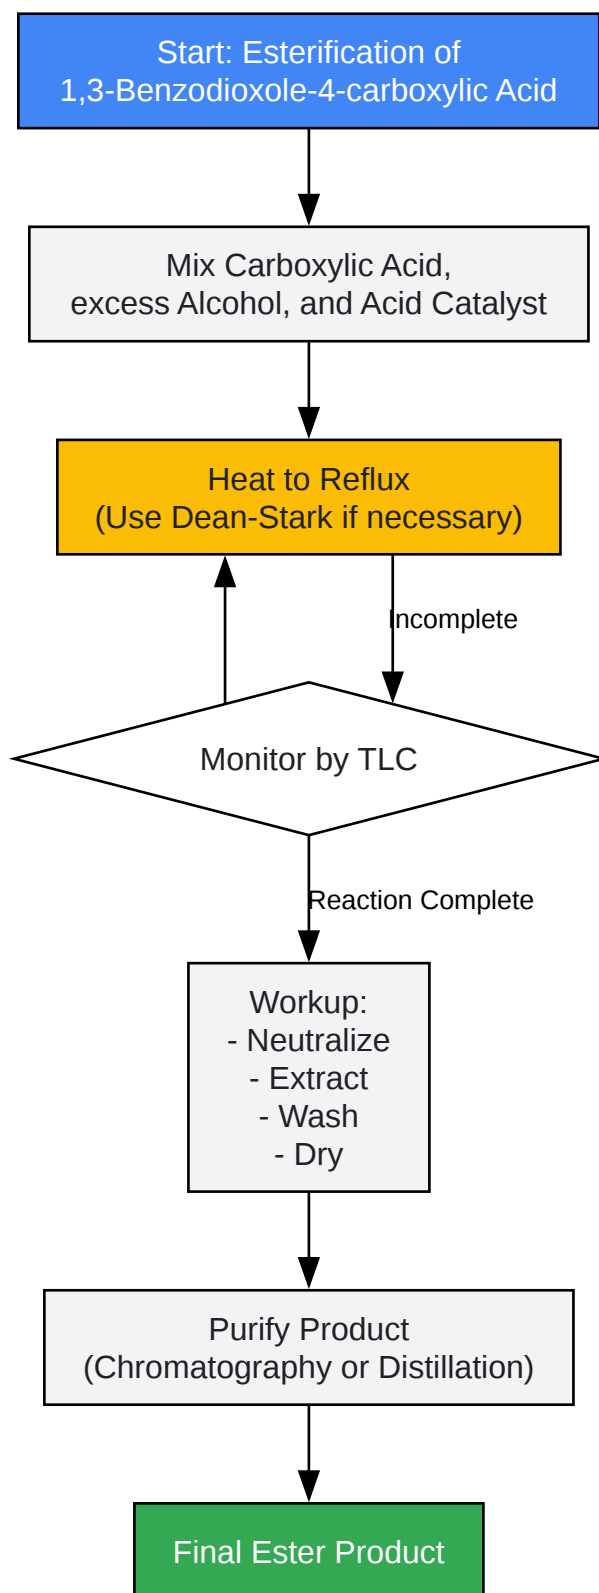 Start: Esterification of
1,3-Benzodioxole-4-carboxylic Acid
Mix Carboxylic Acid,
excess Alcohol, and Acid Catalyst
Heat to Reflux
(Use Dean-Stark if necessary)
Incomplete
Monitor by TLC
Reaction Complete
Workup:
- Neutralize
- Extract
- Wash
- Dry
Purify Product
(Chromatography or Distillation)
Final Ester Product